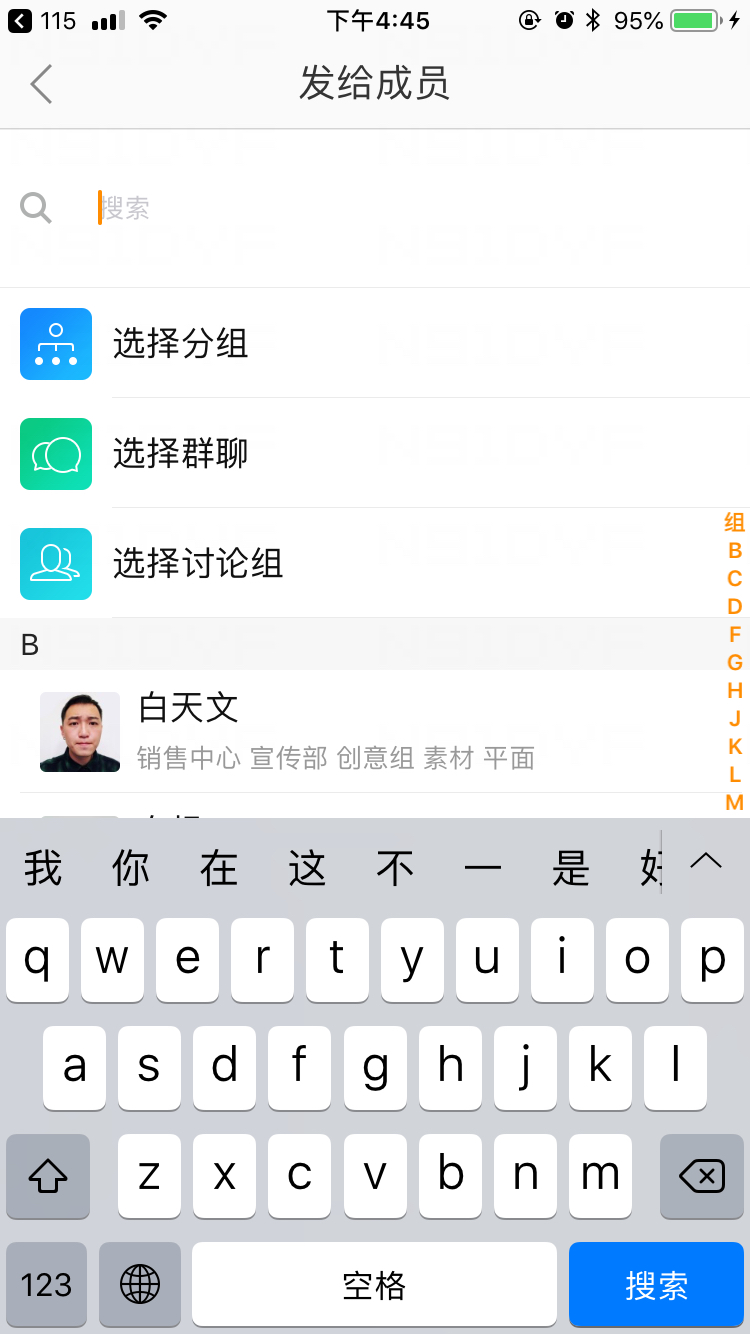 115 下午4:45 95%
发给成员
搜索
选择分组
选择群聊
选择讨论组
组
B
C
D
F
G
H
J
K
L
M
B
白天文
销售中心 宣传部 创意组 素材 平面
我 你 在 这 不 一 是 好
q w e r t y u i o p
a s d f g h j k l
z x c v b n m
123 空格 搜索